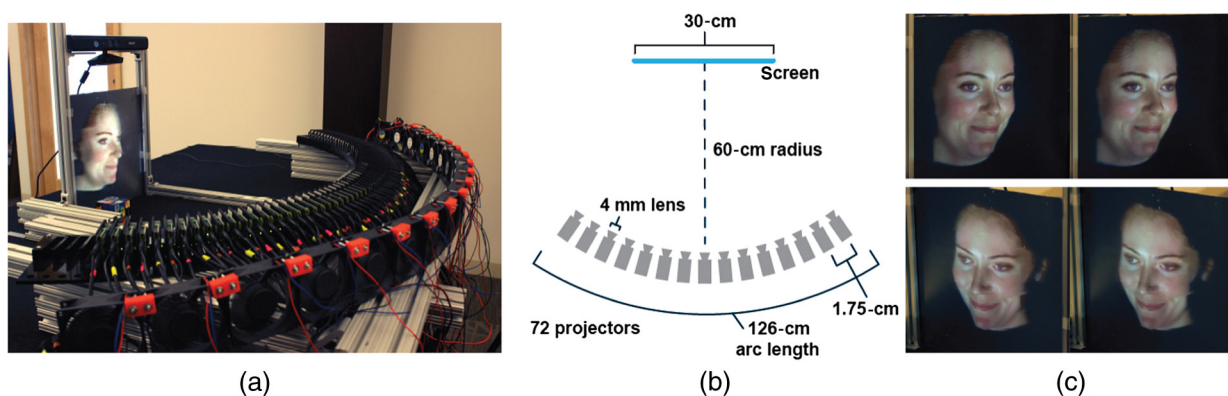 30-cm
Screen
60-cm radius
4 mm lens
1.75-cm
72 projectors
126-cm
arc length
(a)
(b)
(c)